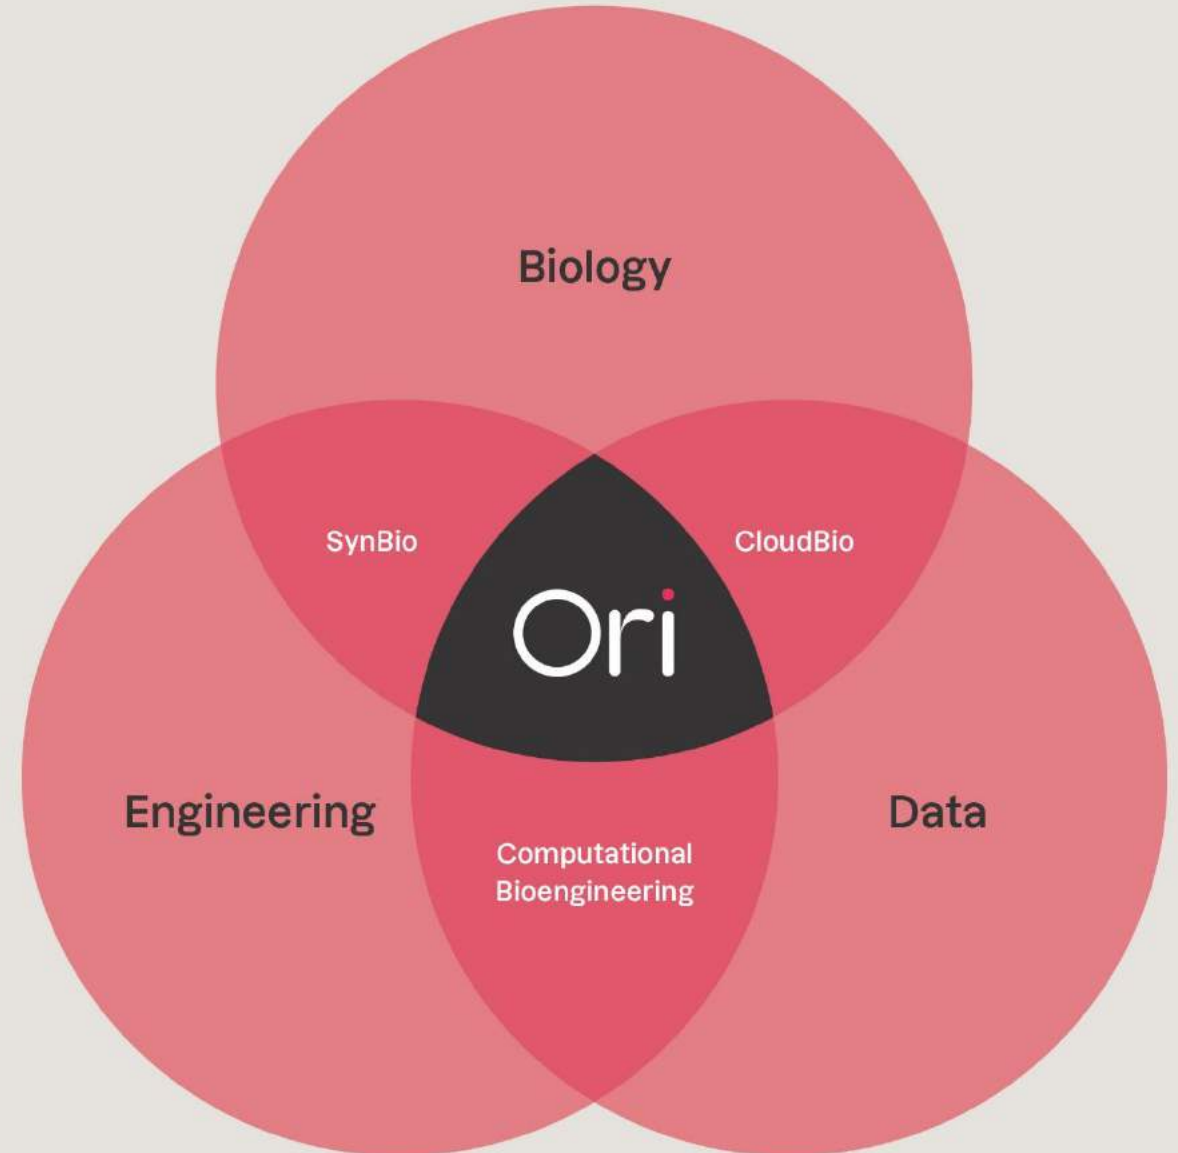 Biology
SynBio
CloudBio
Ori
Engineering
Data
Computational
Bioengineering